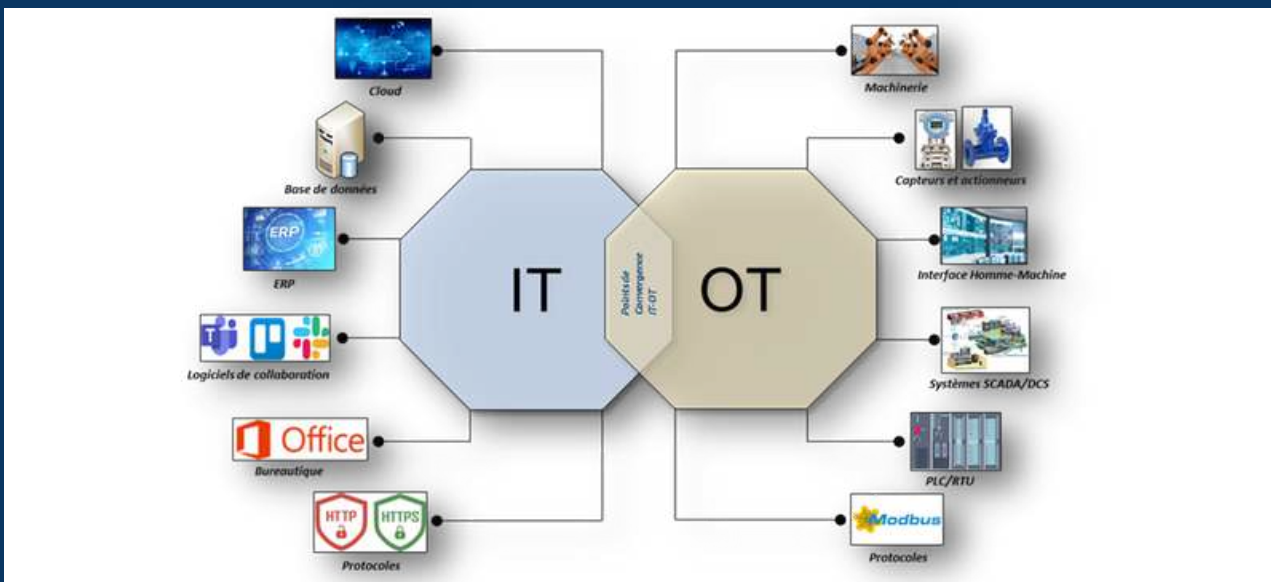 Cloud
Machinerie
Base de données
Capteurs et actionneurs
ERP
ERP
Interface Homme-Machine
IT
Points de
Convergence
IT-OT
OT
T
Logiciels de collaboration
Systèmes SCADA/DCS
Office
Bureautique
PLC/RTU
HTTP
HTTPS
Modbus
Protocoles
Protocoles